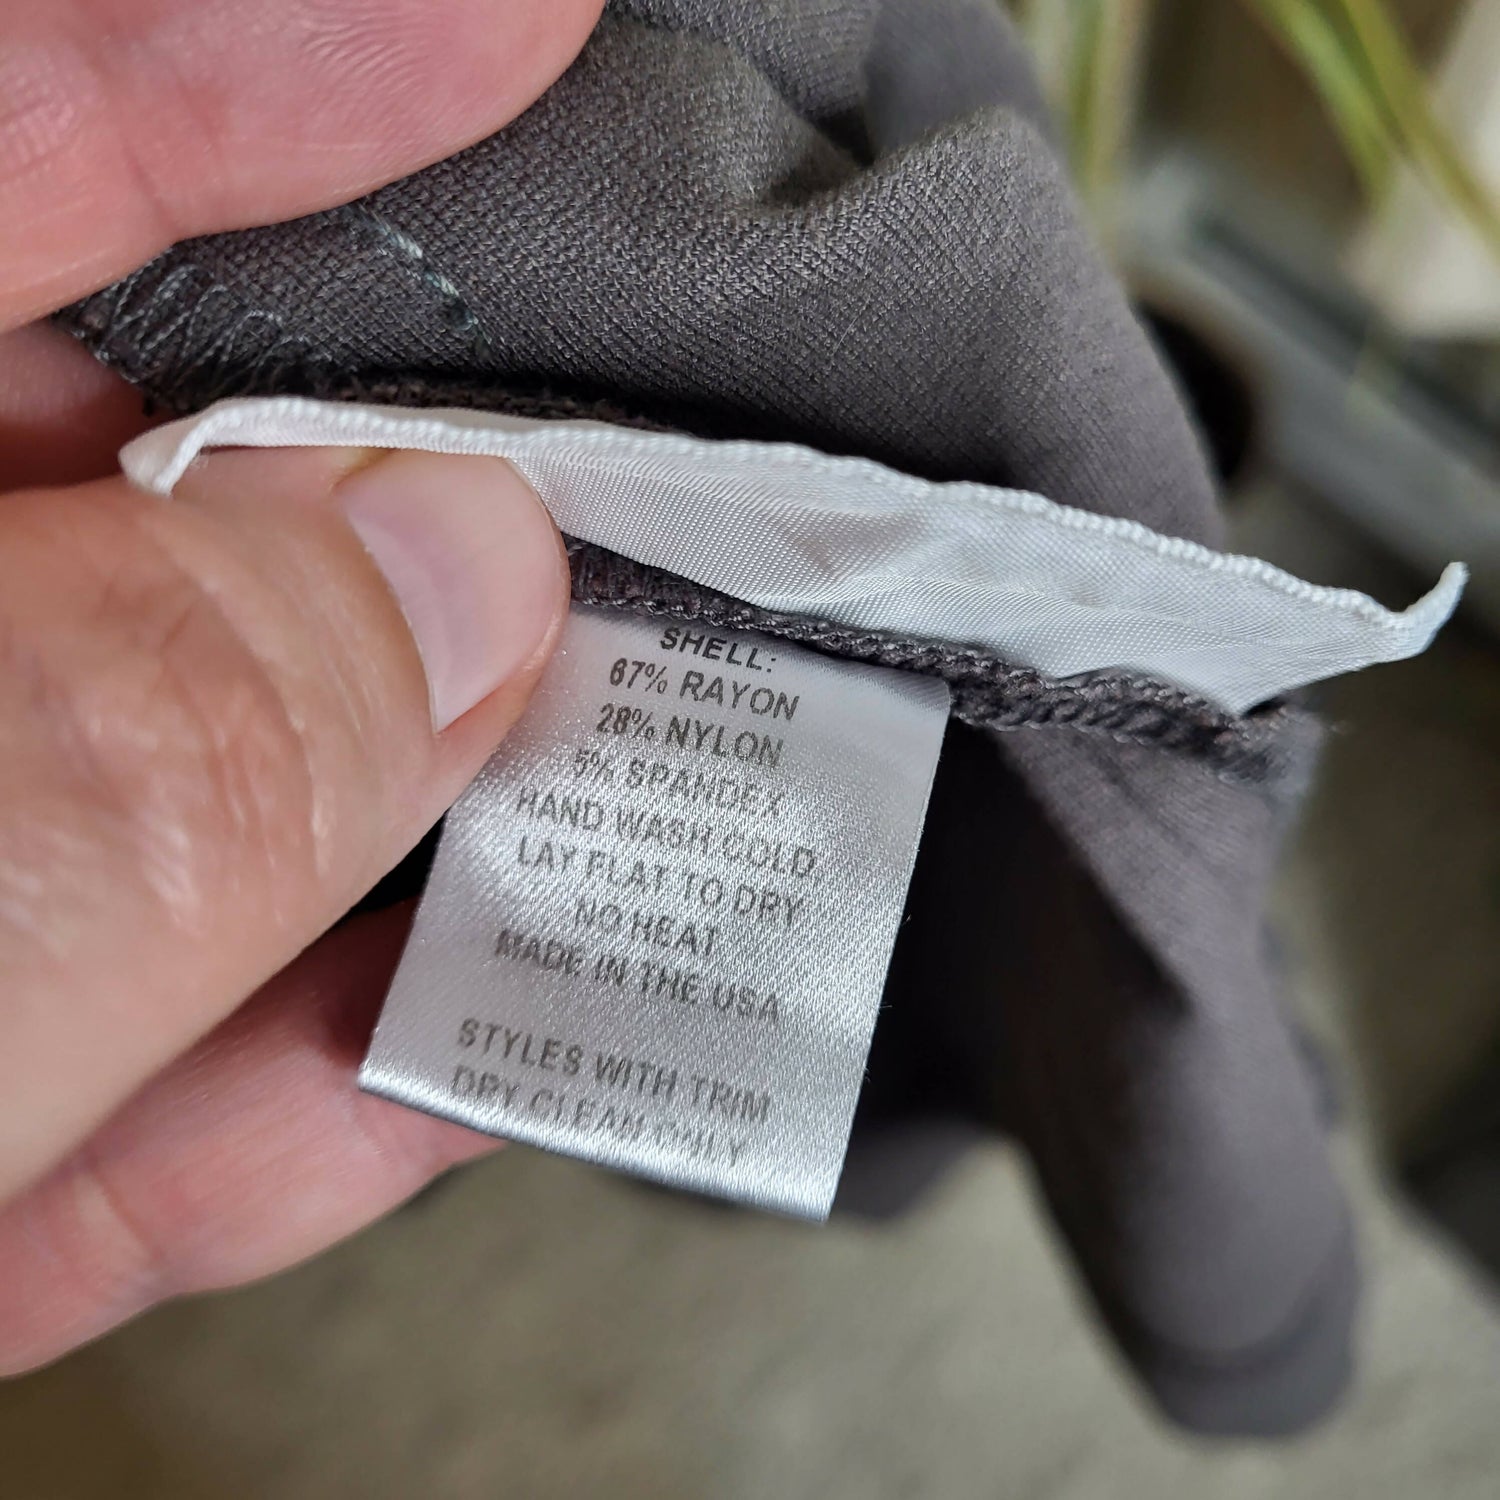 SHELL:
67% RAYON
28% NYLON
5% SPANDEX
HAND WASH COLD
LAY FLAT TO DRY
NO HEAT
MADE IN THE USA
STYLES WITH TRIM
DRY CLEAN ONLY